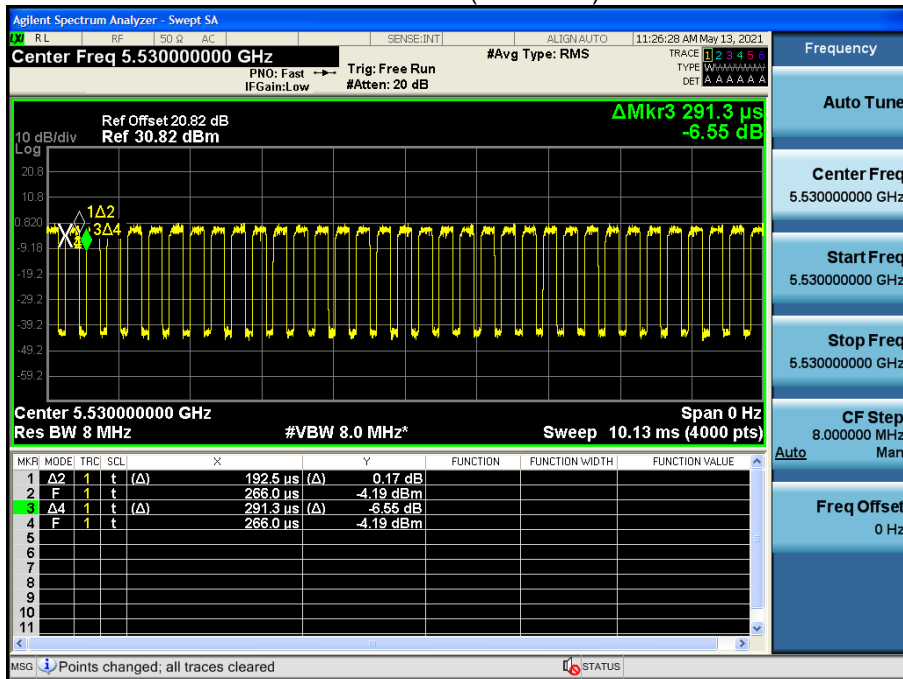 Agilent Spectrum Analyzer - Swept SA
LXI RL RF 50 Ω AC SENSE:INT ALIGN AUTO 11:26:28 AM May 13, 2021
Center Freq 5.530000000 GHz #Avg Type: RMS TRACE 1 2 3 4 5 6
PNO: Fast Trig: Free Run TYPE WWWWWW
IFGain:Low #Atten: 20 dB DET A A A A A A
ΔMkr3 291.3 µs
-6.55 dB
Ref Offset 20.82 dB
10 dB/div Ref 30.82 dBm
Log
20.8
10.8
0.820
-9.18
-19.2
-29.2
-39.2
-49.2
-59.2
1Δ2
3Δ4
Center 5.530000000 GHz Span 0 Hz
Res BW 8 MHz #VBW 8.0 MHz* Sweep 10.13 ms (4000 pts)
MKR MODE TRC SCL X Y FUNCTION FUNCTION WIDTH FUNCTION VALUE
1 Δ2 1 t (Δ) 192.5 µs (Δ) 0.17 dB
2 F 1 t 266.0 µs -4.19 dBm
3 Δ4 1 t (Δ) 291.3 µs (Δ) -6.55 dB
4 F 1 t 266.0 µs -4.19 dBm
5
6
7
8
9
10
11
MSG Points changed; all traces cleared STATUS
Frequency
Auto Tune
Center Freq
5.530000000 GHz
Start Freq
5.530000000 GHz
Stop Freq
5.530000000 GHz
CF Step
8.000000 MHz
Auto Man
Freq Offset
0 Hz